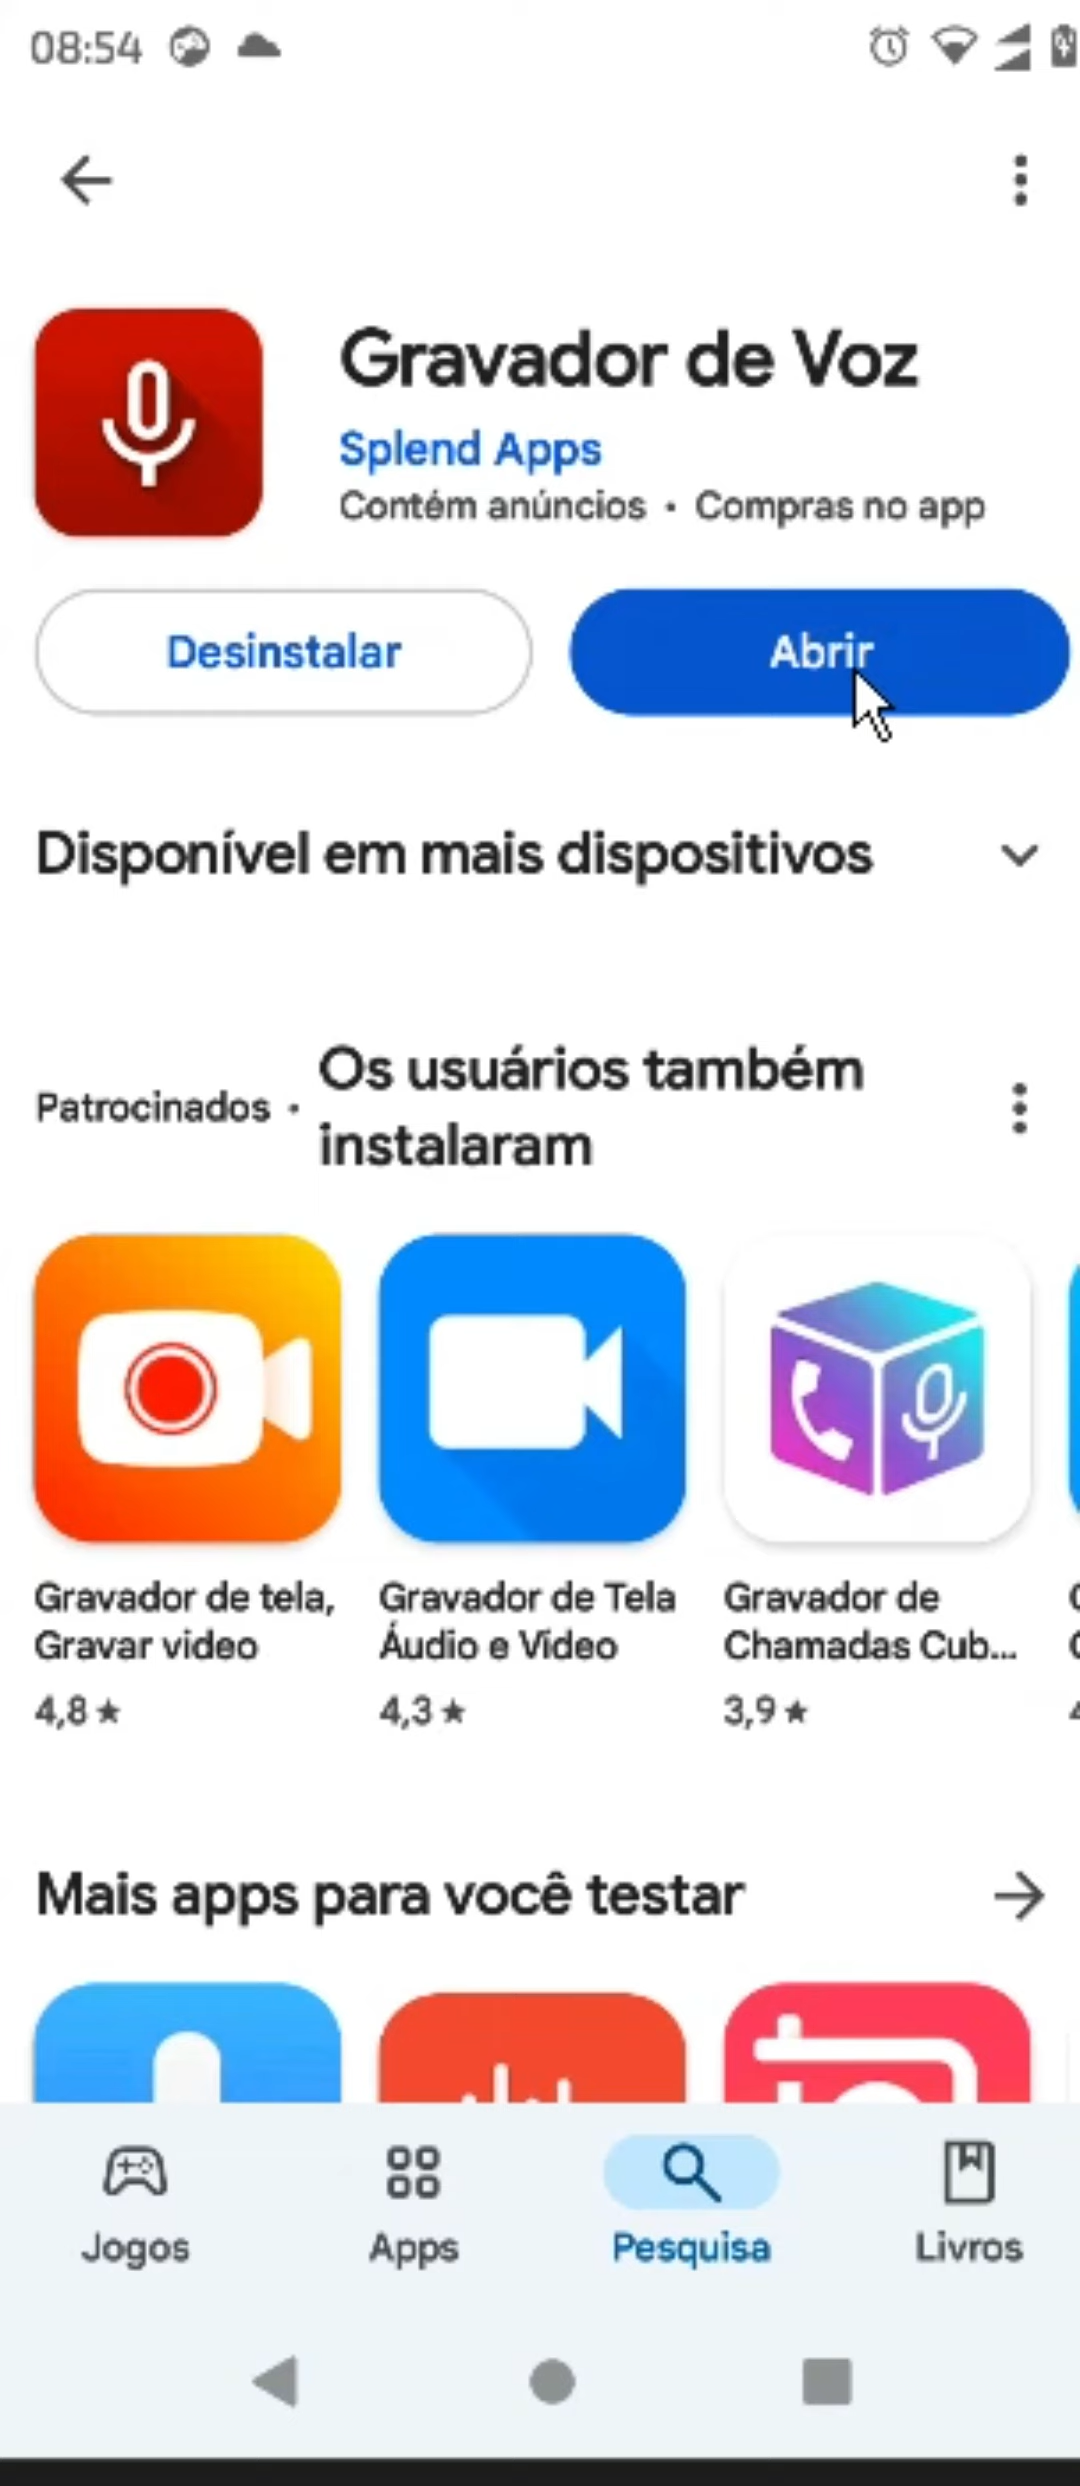 08:54
Gravador de Voz
Splend Apps
Contém anúncios • Compras no app
Desinstalar
Abrir
Disponível em mais dispositivos
Patrocinados •
Os usuários também
instalaram
Gravador de tela,
Gravar video
4,8 ★
Gravador de Tela
Áudio e Vídeo
4,3 ★
Gravador de
Chamadas Cub...
3,9 ★
Mais apps para você testar
Jogos
Apps
Pesquisa
Livros